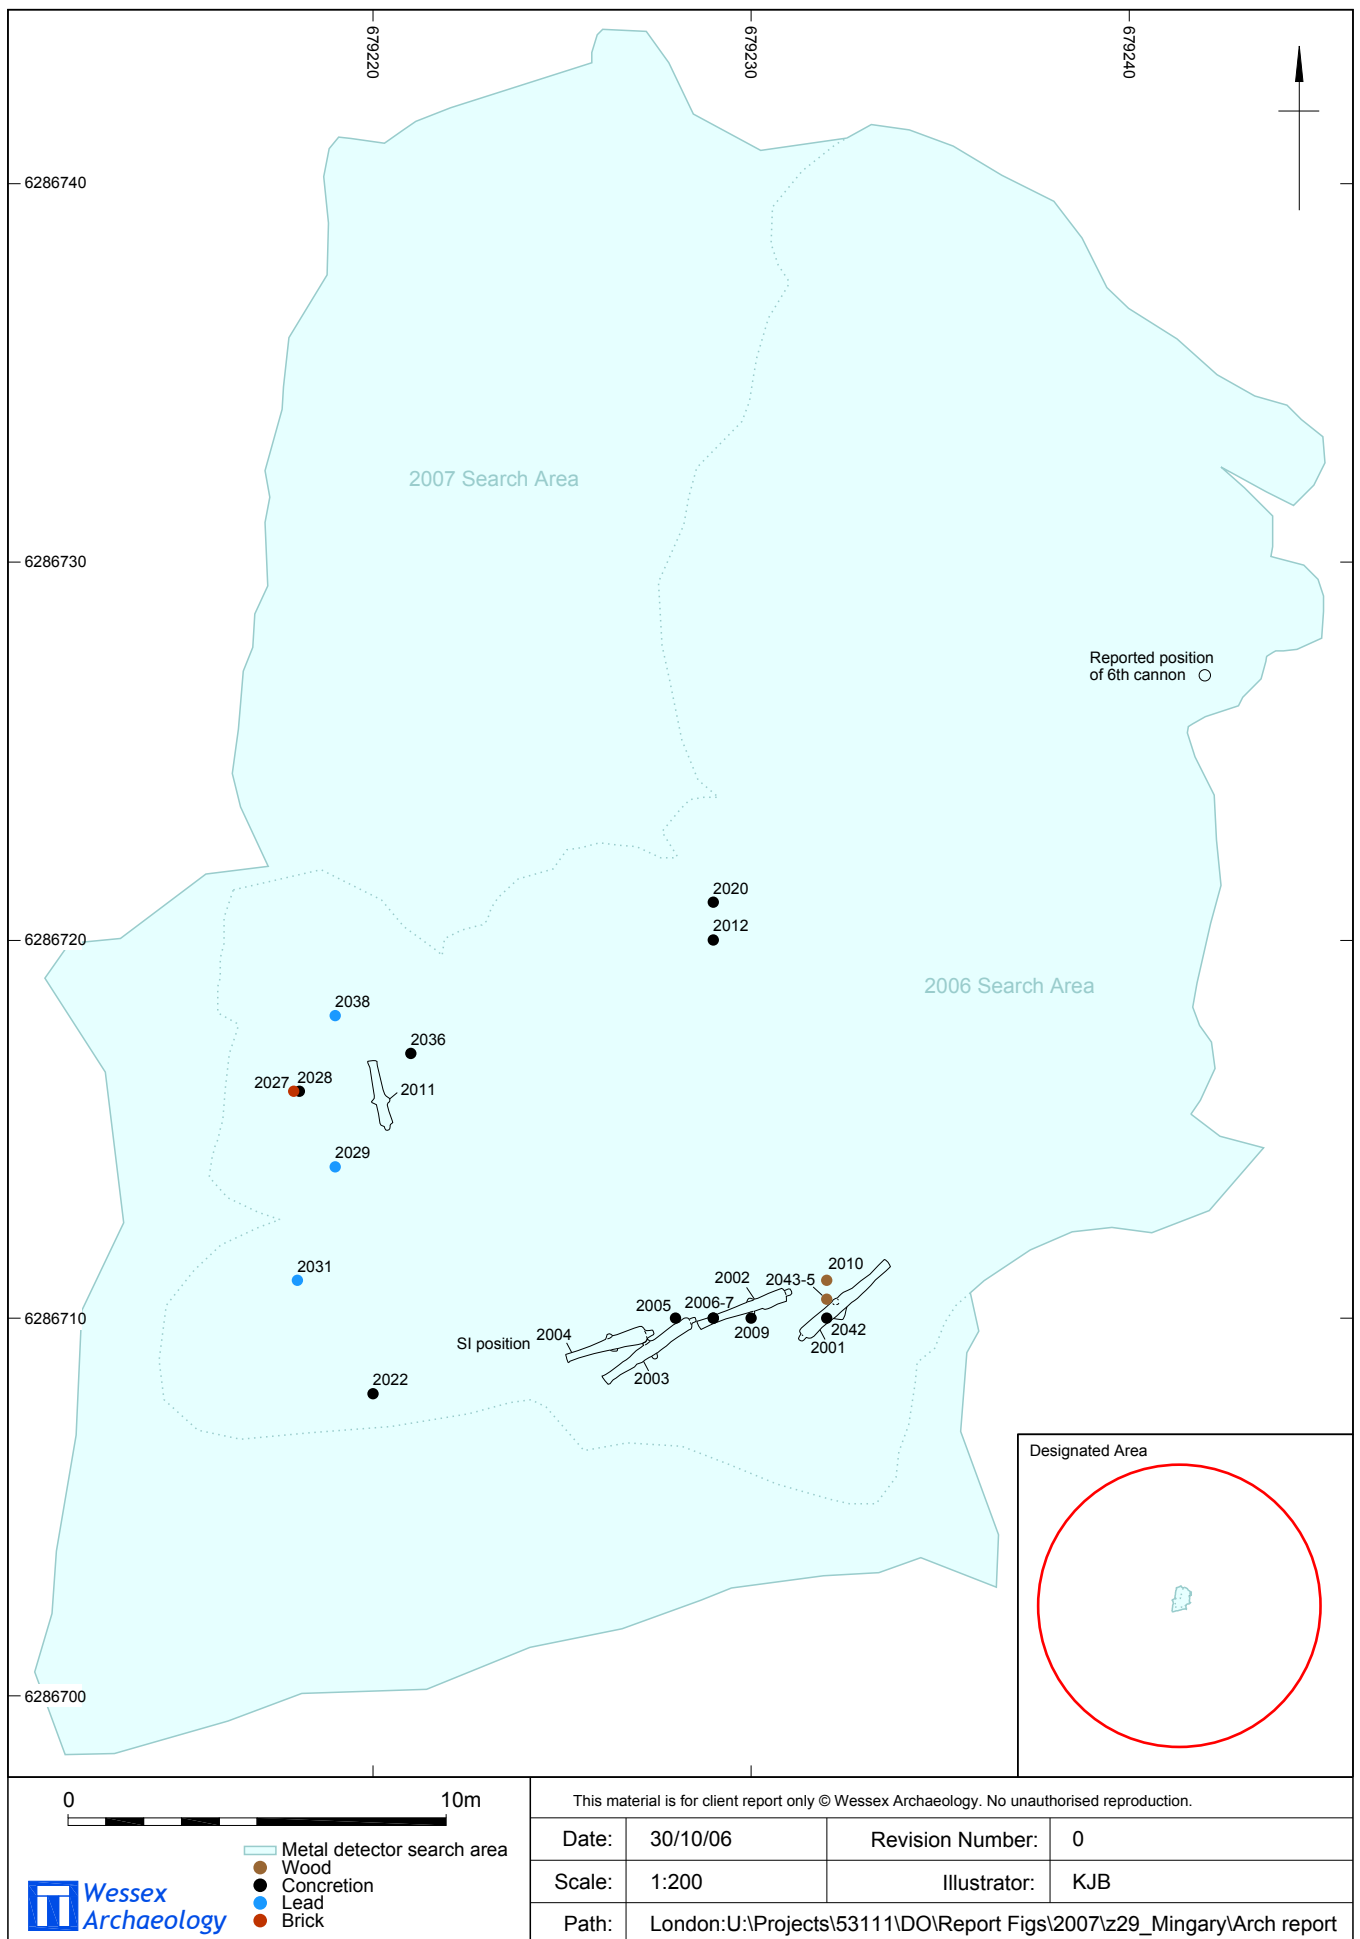 679220
679230
679240
6286740
2007 Search Area
6286730
Reported position
of 6th cannon
2020
2012
6286720
2006 Search Area
2038
2036
2027
2028
2011
2029
2031
2010
2002
2043-5
2005
2006-7
6286710
2009
2042
SI position
2004
2001
2003
2022
Designated Area
6286700
0
10m
Metal detector search area
Wood
Concretion
Lead
Brick
Wessex
Archaeology
This material is for client report only © Wessex Archaeology. No unauthorised reproduction.
Date: 30/10/06 Revision Number: 0
Scale: 1:200 Illustrator: KJB
Path: London:U:\Projects\53111\DO\Report Figs\2007\z29_Mingary\Arch report